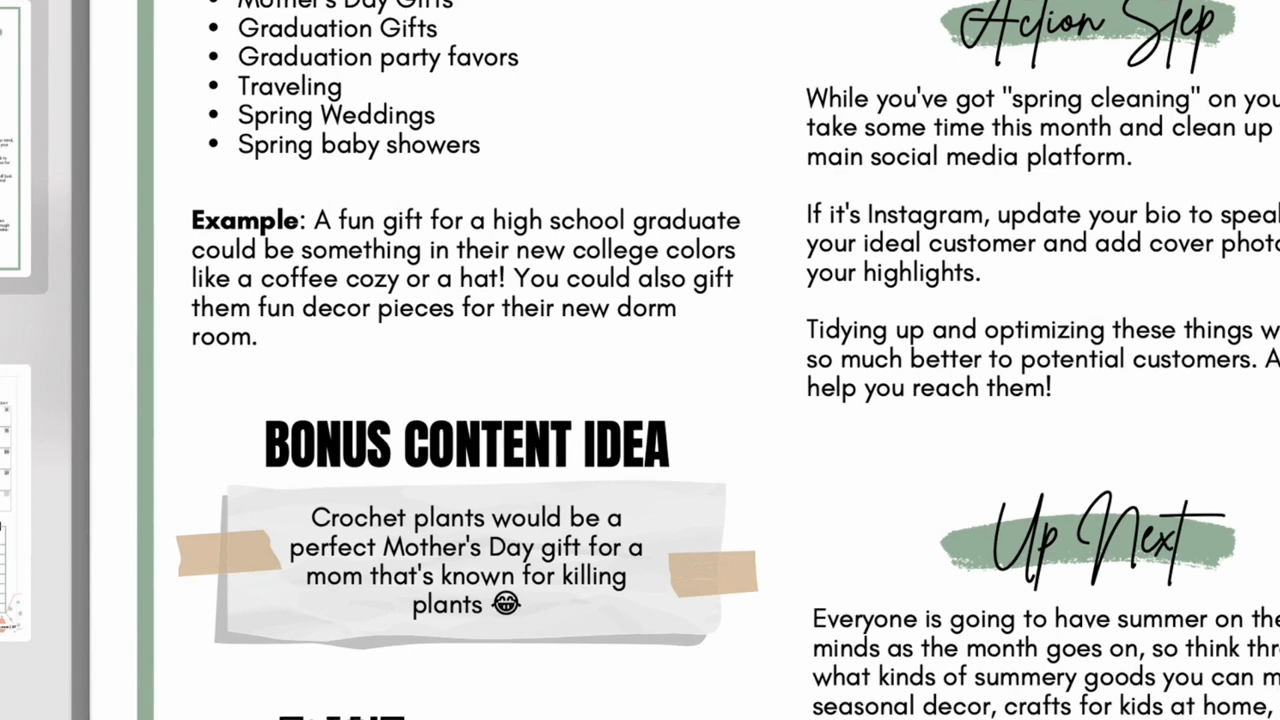 Mother's Day Gifts
• Graduation Gifts
• Graduation party favors
• Traveling
• Spring Weddings
• Spring baby showers
Example: A fun gift for a high school graduate
could be something in their new college colors
like a coffee cozy or a hat! You could also gift
them fun decor pieces for their new dorm
room.
BONUS CONTENT IDEA
Crochet plants would be a
perfect Mother's Day gift for a
mom that's known for killing
plants 😂
Action Step
While you've got "spring cleaning" on
take some time this month and clean up
main social media platform.
If it's Instagram, update your bio to
your ideal customer and add cover
your highlights.
Tidying up and optimizing these things
so much better to potential customers.
help you reach them!
Up Next
Everyone is going to have summer on
minds as the month goes on, so think
what kinds of summery goods you can
seasonal decor, crafts for kids at home,